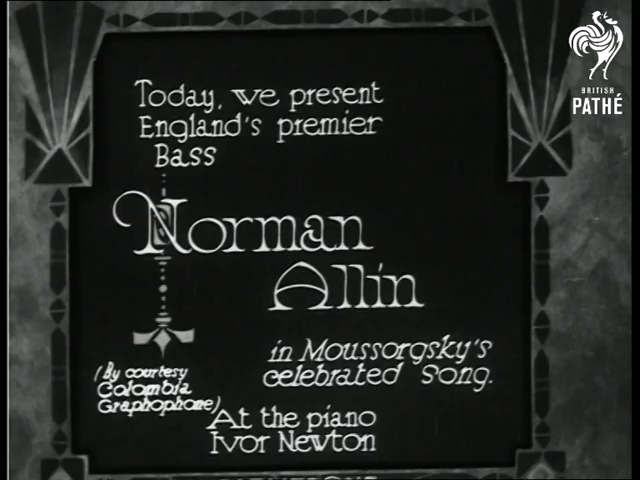 BRITISH
PATHÉ
Today, we present
England's premier
Bass
Norman
Allin
in Moussorgsky's
celebrated song.
(By courtesy
Colombia
Graphophone)
At the piano
Ivor Newton